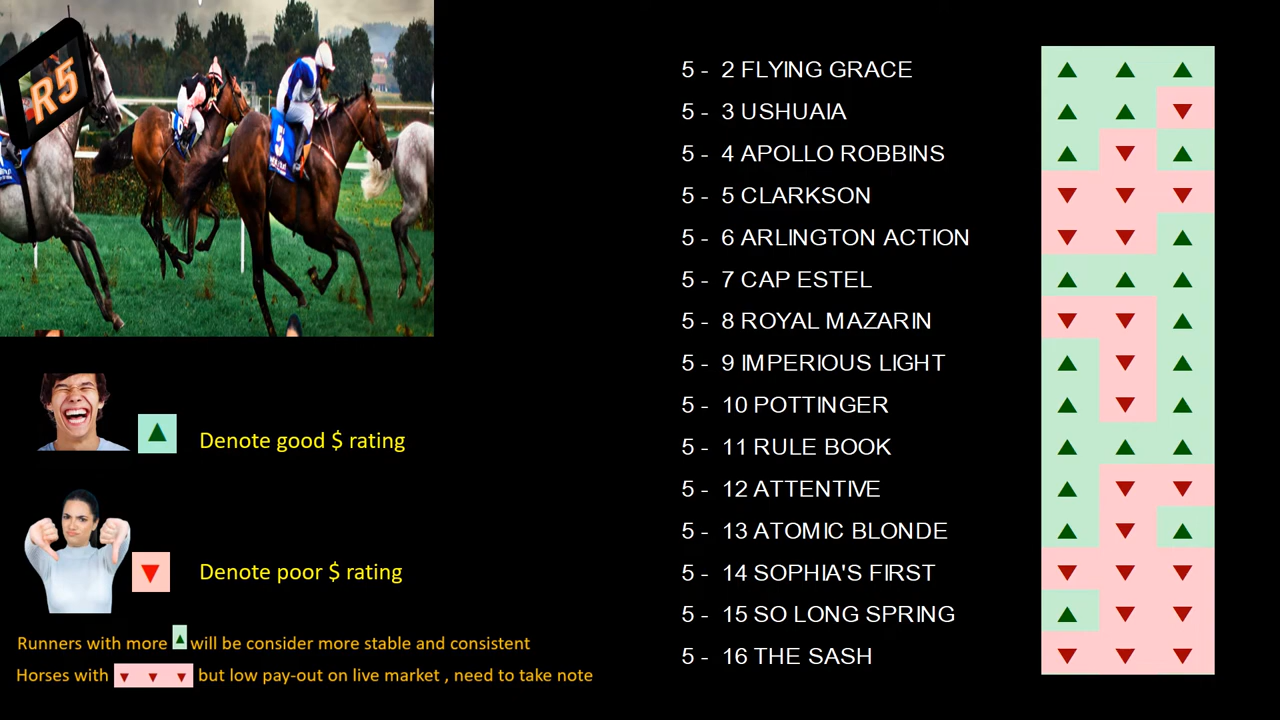 R5
5
5 - 2 FLYING GRACE
5 - 3 USHUAIA
5 - 4 APOLLO ROBBINS
5 - 5 CLARKSON
5 - 6 ARLINGTON ACTION
5 - 7 CAP ESTEL
5 - 8 ROYAL MAZARIN
5 - 9 IMPERIOUS LIGHT
5 - 10 POTTINGER
5 - 11 RULE BOOK
5 - 12 ATTENTIVE
5 - 13 ATOMIC BLONDE
5 - 14 SOPHIA'S FIRST
5 - 15 SO LONG SPRING
5 - 16 THE SASH
Denote good $ rating
Denote poor $ rating
Runners with more ▲ will be consider more stable and consistent
Horses with ▼ ▼ ▼ but low pay-out on live market , need to take note